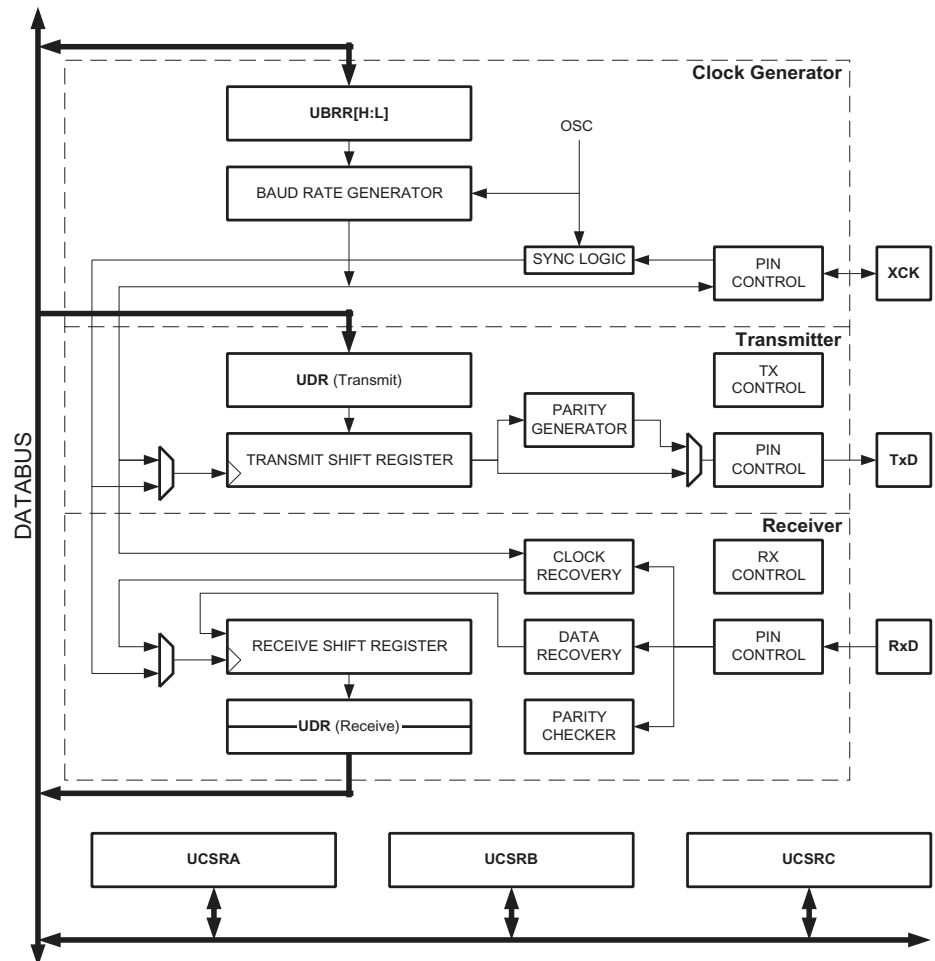 Clock Generator
UBRR[H:L]
OSC
BAUD RATE GENERATOR
SYNC LOGIC
PIN
CONTROL
XCK
Transmitter
UDR (Transmit)
TX
CONTROL
PARITY
GENERATOR
TRANSMIT SHIFT REGISTER
PIN
CONTROL
TxD
DATABUS
Receiver
CLOCK
RECOVERY
RX
CONTROL
RECEIVE SHIFT REGISTER
DATA
RECOVERY
PIN
CONTROL
RxD
UDR (Receive)
PARITY
CHECKER
UCSRA
UCSRB
UCSRC